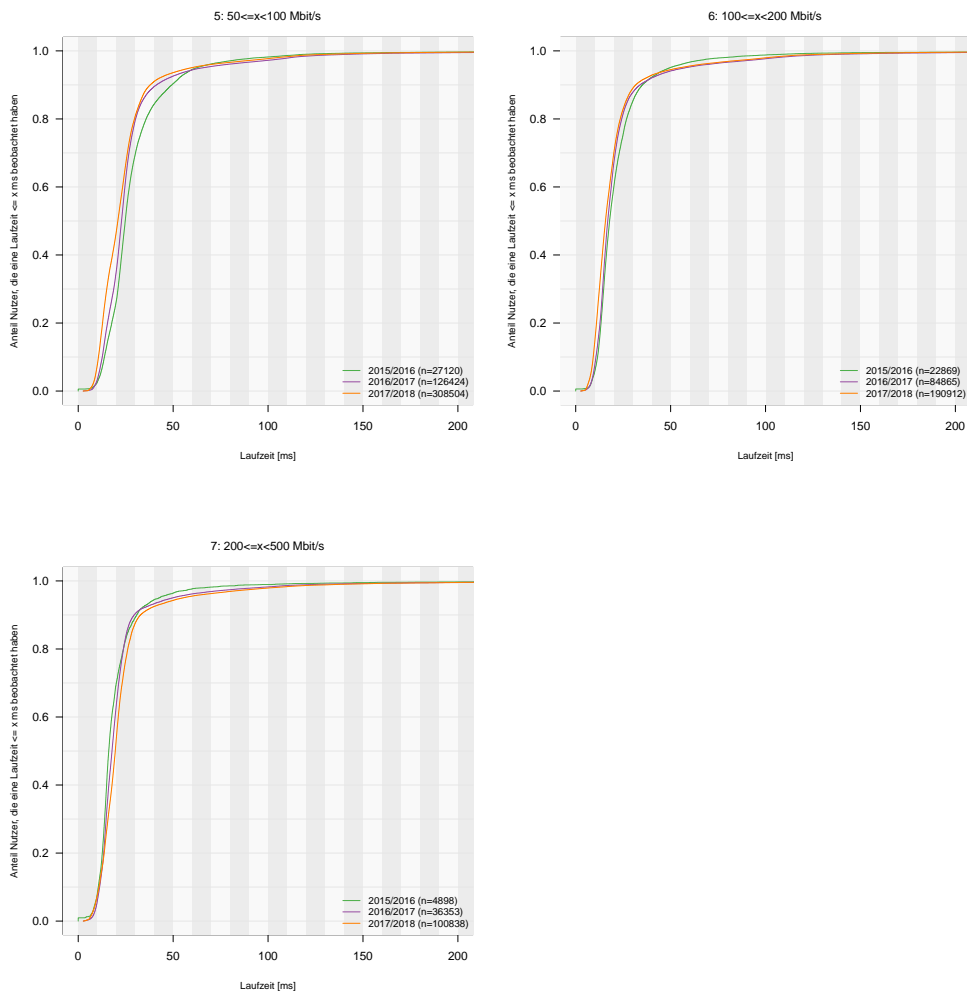 5: 50<=x<100 Mbit/s
Anteil Nutzer, die eine Laufzeit <= x ms beobachtet haben
1.0
0.8
0.6
0.4
0.2
0.0
2015/2016 (n=27120)
2016/2017 (n=126424)
2017/2018 (n=308504)
0 50 100 150 200
Laufzeit [ms]
6: 100<=x<200 Mbit/s
Anteil Nutzer, die eine Laufzeit <= x ms beobachtet haben
1.0
0.8
0.6
0.4
0.2
0.0
2015/2016 (n=22869)
2016/2017 (n=84865)
2017/2018 (n=190912)
0 50 100 150 200
Laufzeit [ms]
7: 200<=x<500 Mbit/s
Anteil Nutzer, die eine Laufzeit <= x ms beobachtet haben
1.0
0.8
0.6
0.4
0.2
0.0
2015/2016 (n=4898)
2016/2017 (n=36353)
2017/2018 (n=100838)
0 50 100 150 200
Laufzeit [ms]